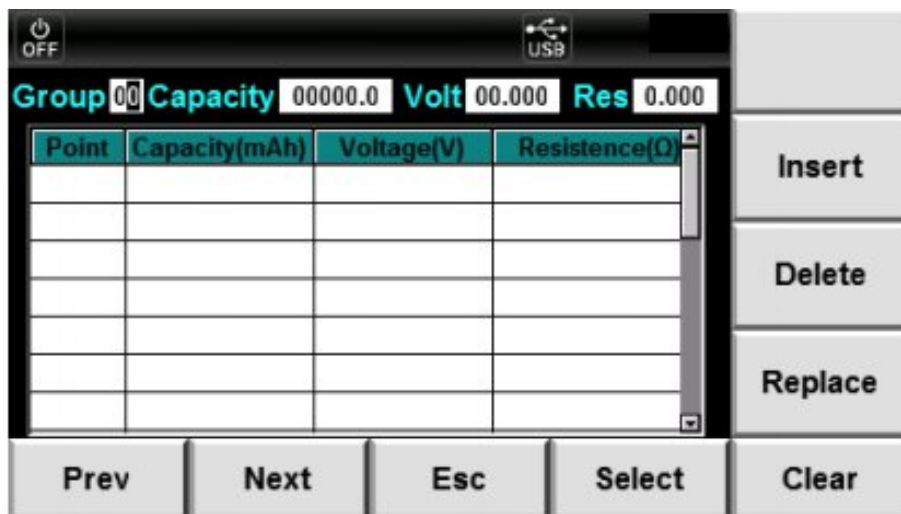 OFF USB
Group 00 Capacity 00000.0 Volt 00.000 Res 0.000
Point Capacity(mAh) Voltage(V) Resistence(Ω)
Insert
Delete
Replace
Prev Next Esc Select Clear